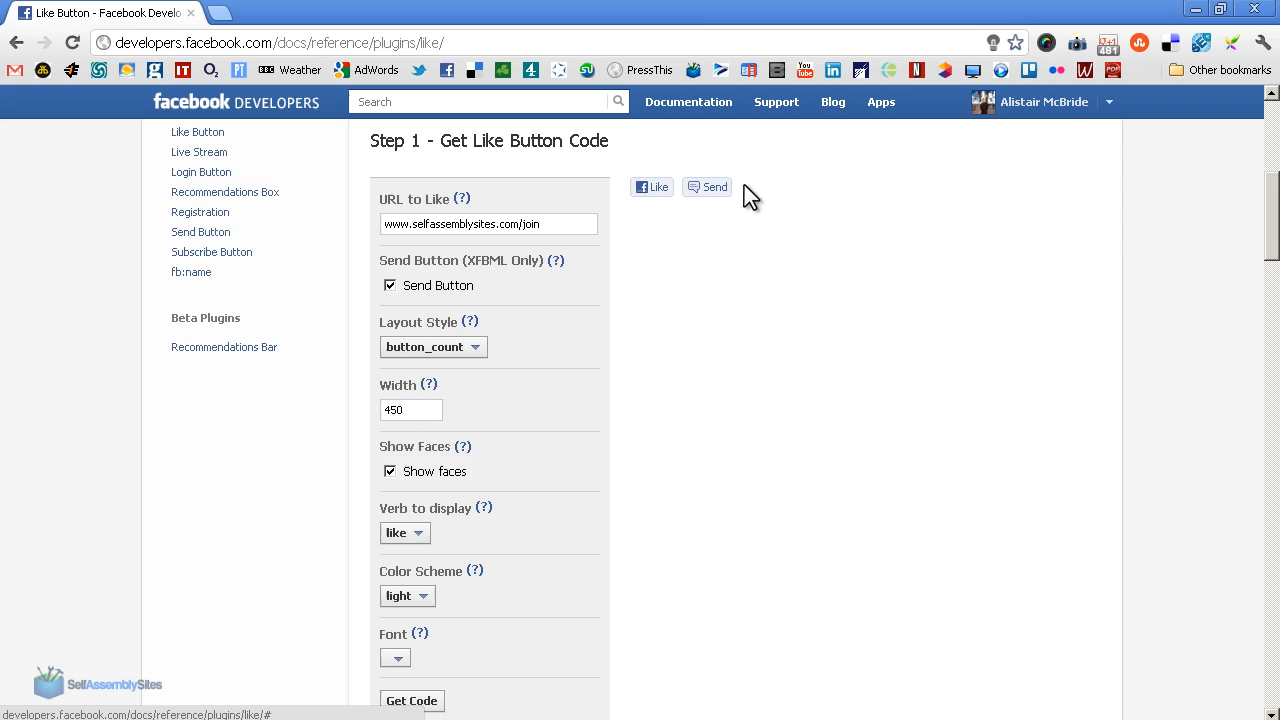 Like Button - Facebook Develo
developers.facebook.com/docs/reference/plugins/like/
481
BBC Weather
AdWords
PressThis
Other bookmarks
facebook DEVELOPERS
Search
Documentation
Support
Blog
Apps
Alistair McBride
Like Button
Live Stream
Login Button
Recommendations Box
Registration
Send Button
Subscribe Button
fb:name
Beta Plugins
Recommendations Bar
Step 1 - Get Like Button Code
URL to Like (?)
www.selfassemblysites.com/join
Send Button (XFBML Only) (?)
Send Button
Layout Style (?)
button_count
Width (?)
450
Show Faces (?)
Show faces
Verb to display (?)
like
Color Scheme (?)
light
Font (?)
Get Code
Like
Send
SelfAssemblySites
developers.facebook.com/docs/reference/plugins/like/#